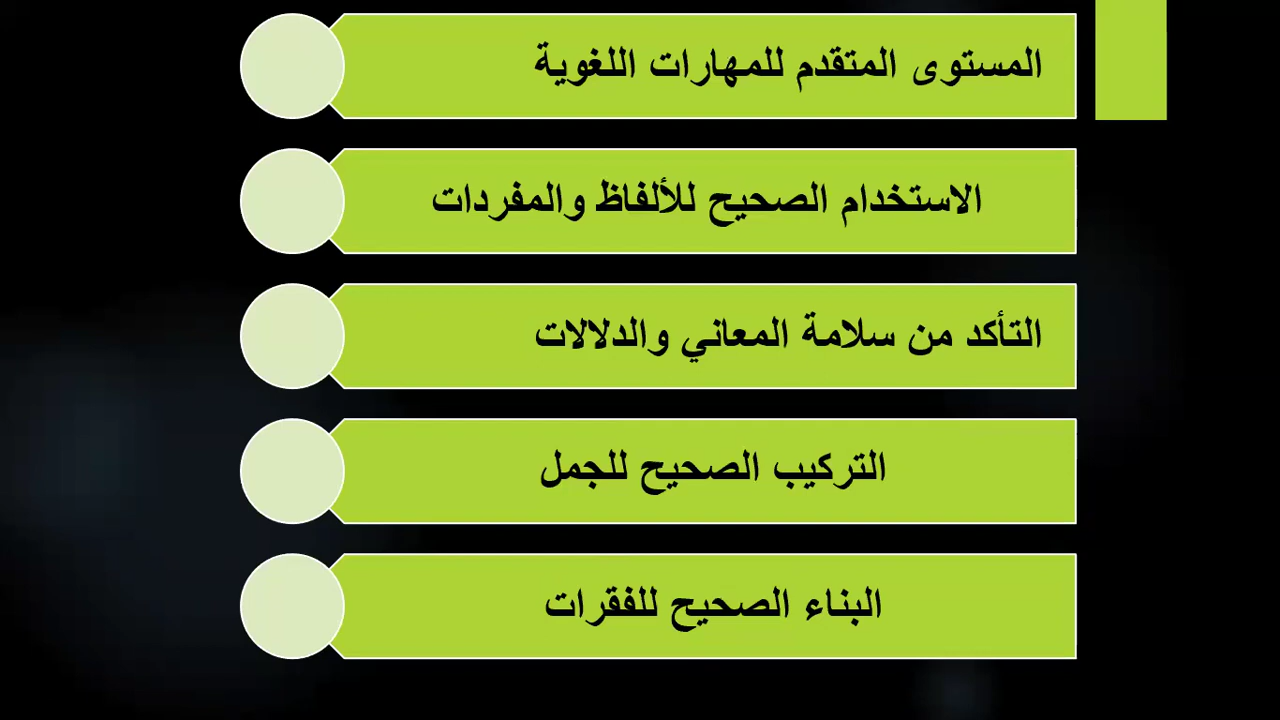 المستوى المتقدم للمهارات اللغوية
الاستخدام الصحيح للألفاظ والمفردات
التأكد من سلامة المعاني والدلالات
التركيب الصحيح للجمل
البناء الصحيح للفقرات